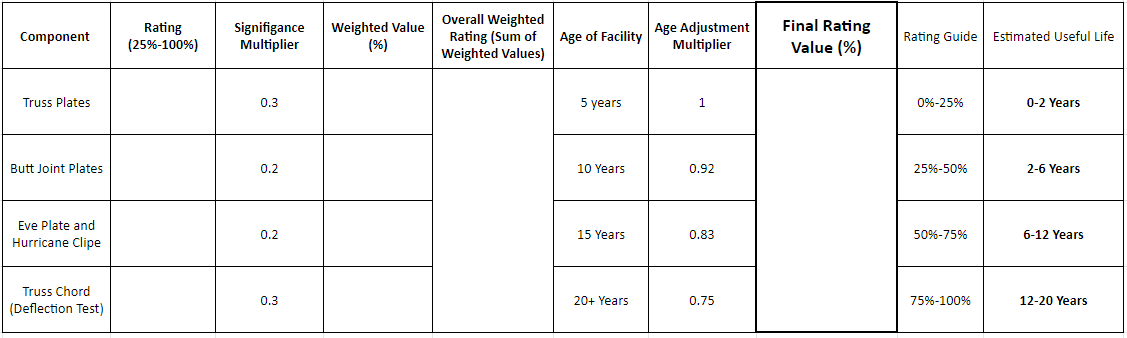 Component
Rating
(25%-100%)
Signifigance
Multiplier
Weighted Value
(%)
Overall Weighted
Rating (Sum of
Weighted Values)
Age of Facility
Age Adjustment
Multiplier
Final Rating
Value (%)
Rating Guide
Estimated Useful Life
Truss Plates
0.3
5 years
1
0%-25%
0-2 Years
Butt Joint Plates
0.2
10 Years
0.92
25%-50%
2-6 Years
Eve Plate and
Hurricane Clipe
0.2
15 Years
0.83
50%-75%
6-12 Years
Truss Chord
(Deflection Test)
0.3
20+ Years
0.75
75%-100%
12-20 Years